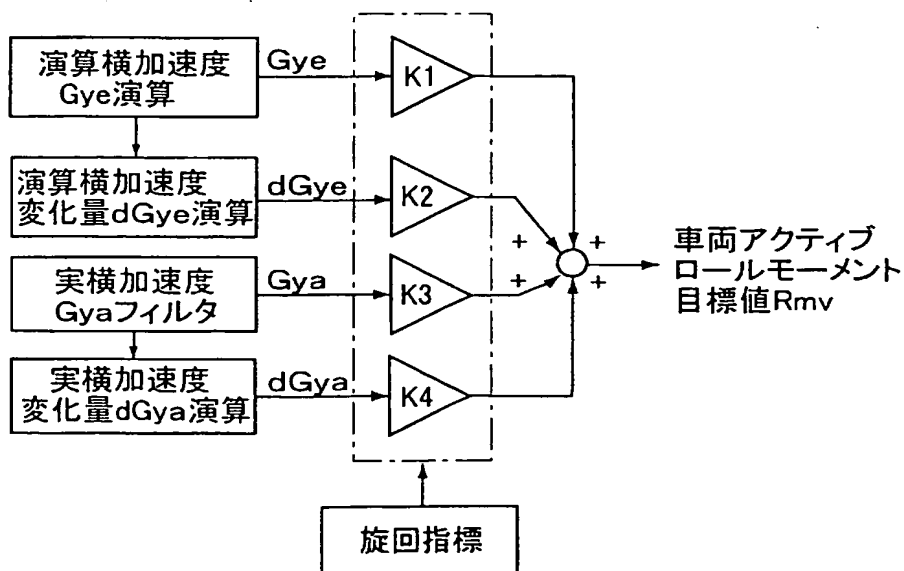 演算横加速度
Gye演算
Gye
K1
演算横加速度
変化量dGye演算
dGye
K2
実横加速度
Gyaフィルタ
Gya
K3
実横加速度
変化量dGya演算
dGya
K4
+ +
+ +
車両アクティブ
ロールモーメント
目標値Rmv
旋回指標